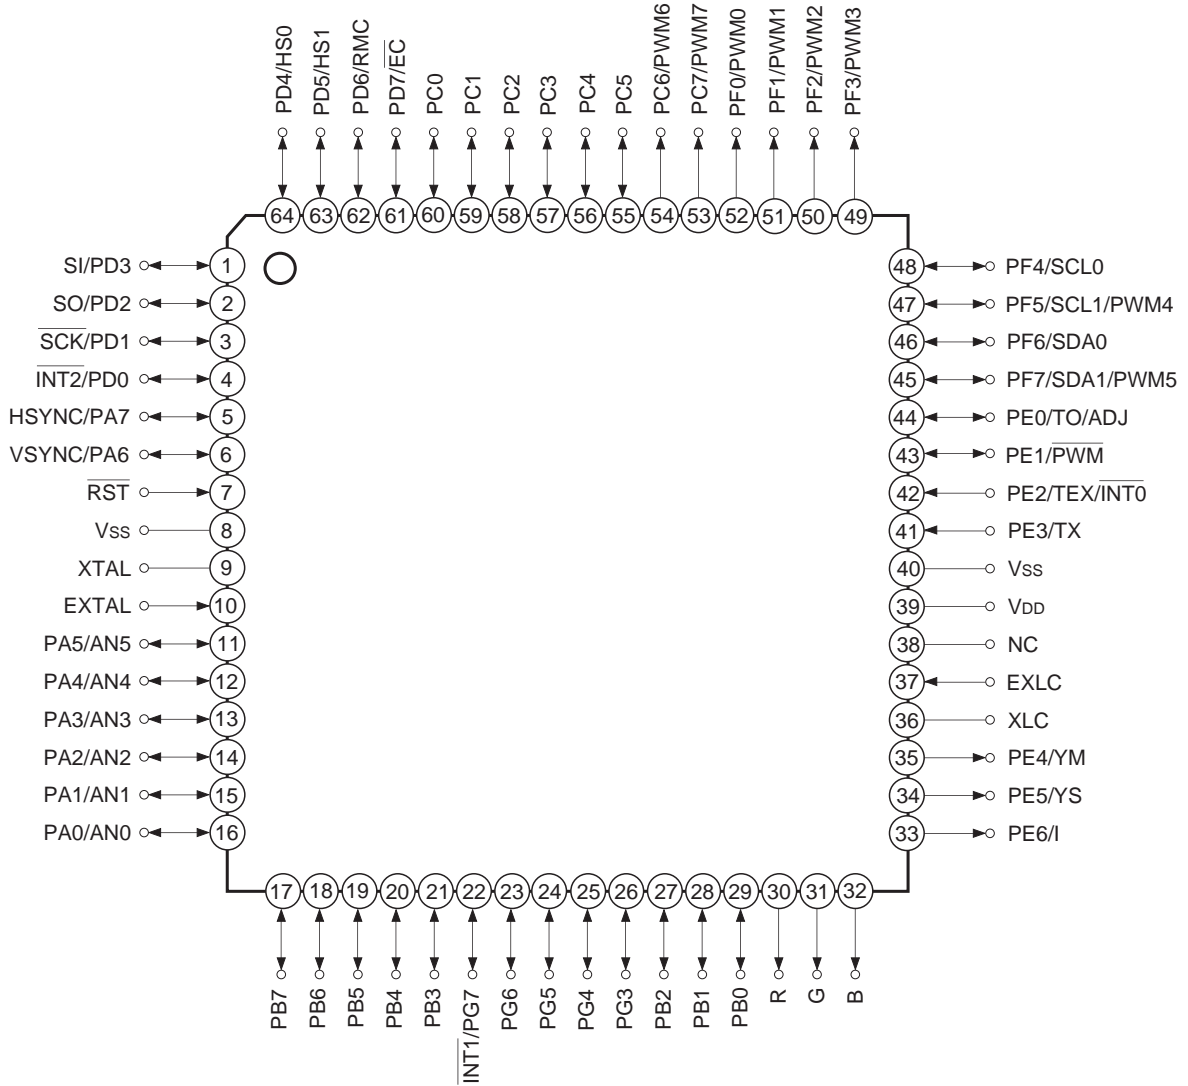 PD4/HS0
PD5/HS1
PD6/RMC
PD7/E̅C̅
PC0
PC1
PC2
PC3
PC4
PC5
PC6/PWM6
PC7/PWM7
PF0/PWM0
PF1/PWM1
PF2/PWM2
PF3/PWM3
64 63 62 61 60 59 58 57 56 55 54 53 52 51 50 49
SI/PD3 1
SO/PD2 2
S̅C̅K̅/PD1 3
I̅N̅T̅2̅/PD0 4
HSYNC/PA7 5
VSYNC/PA6 6
R̅S̅T̅ 7
Vss 8
XTAL 9
EXTAL 10
PA5/AN5 11
PA4/AN4 12
PA3/AN3 13
PA2/AN2 14
PA1/AN1 15
PA0/AN0 16
48 PF4/SCL0
47 PF5/SCL1/PWM4
46 PF6/SDA0
45 PF7/SDA1/PWM5
44 PE0/TO/ADJ
43 PE1/P̅W̅M̅
42 PE2/TEX/I̅N̅T̅0̅
41 PE3/TX
40 Vss
39 VDD
38 NC
37 EXLC
36 XLC
35 PE4/YM
34 PE5/YS
33 PE6/I
17 18 19 20 21 22 23 24 25 26 27 28 29 30 31 32
PB7
PB6
PB5
PB4
PB3
I̅N̅T̅1̅/PG7
PG6
PG5
PG4
PG3
PB2
PB1
PB0
R
G
B